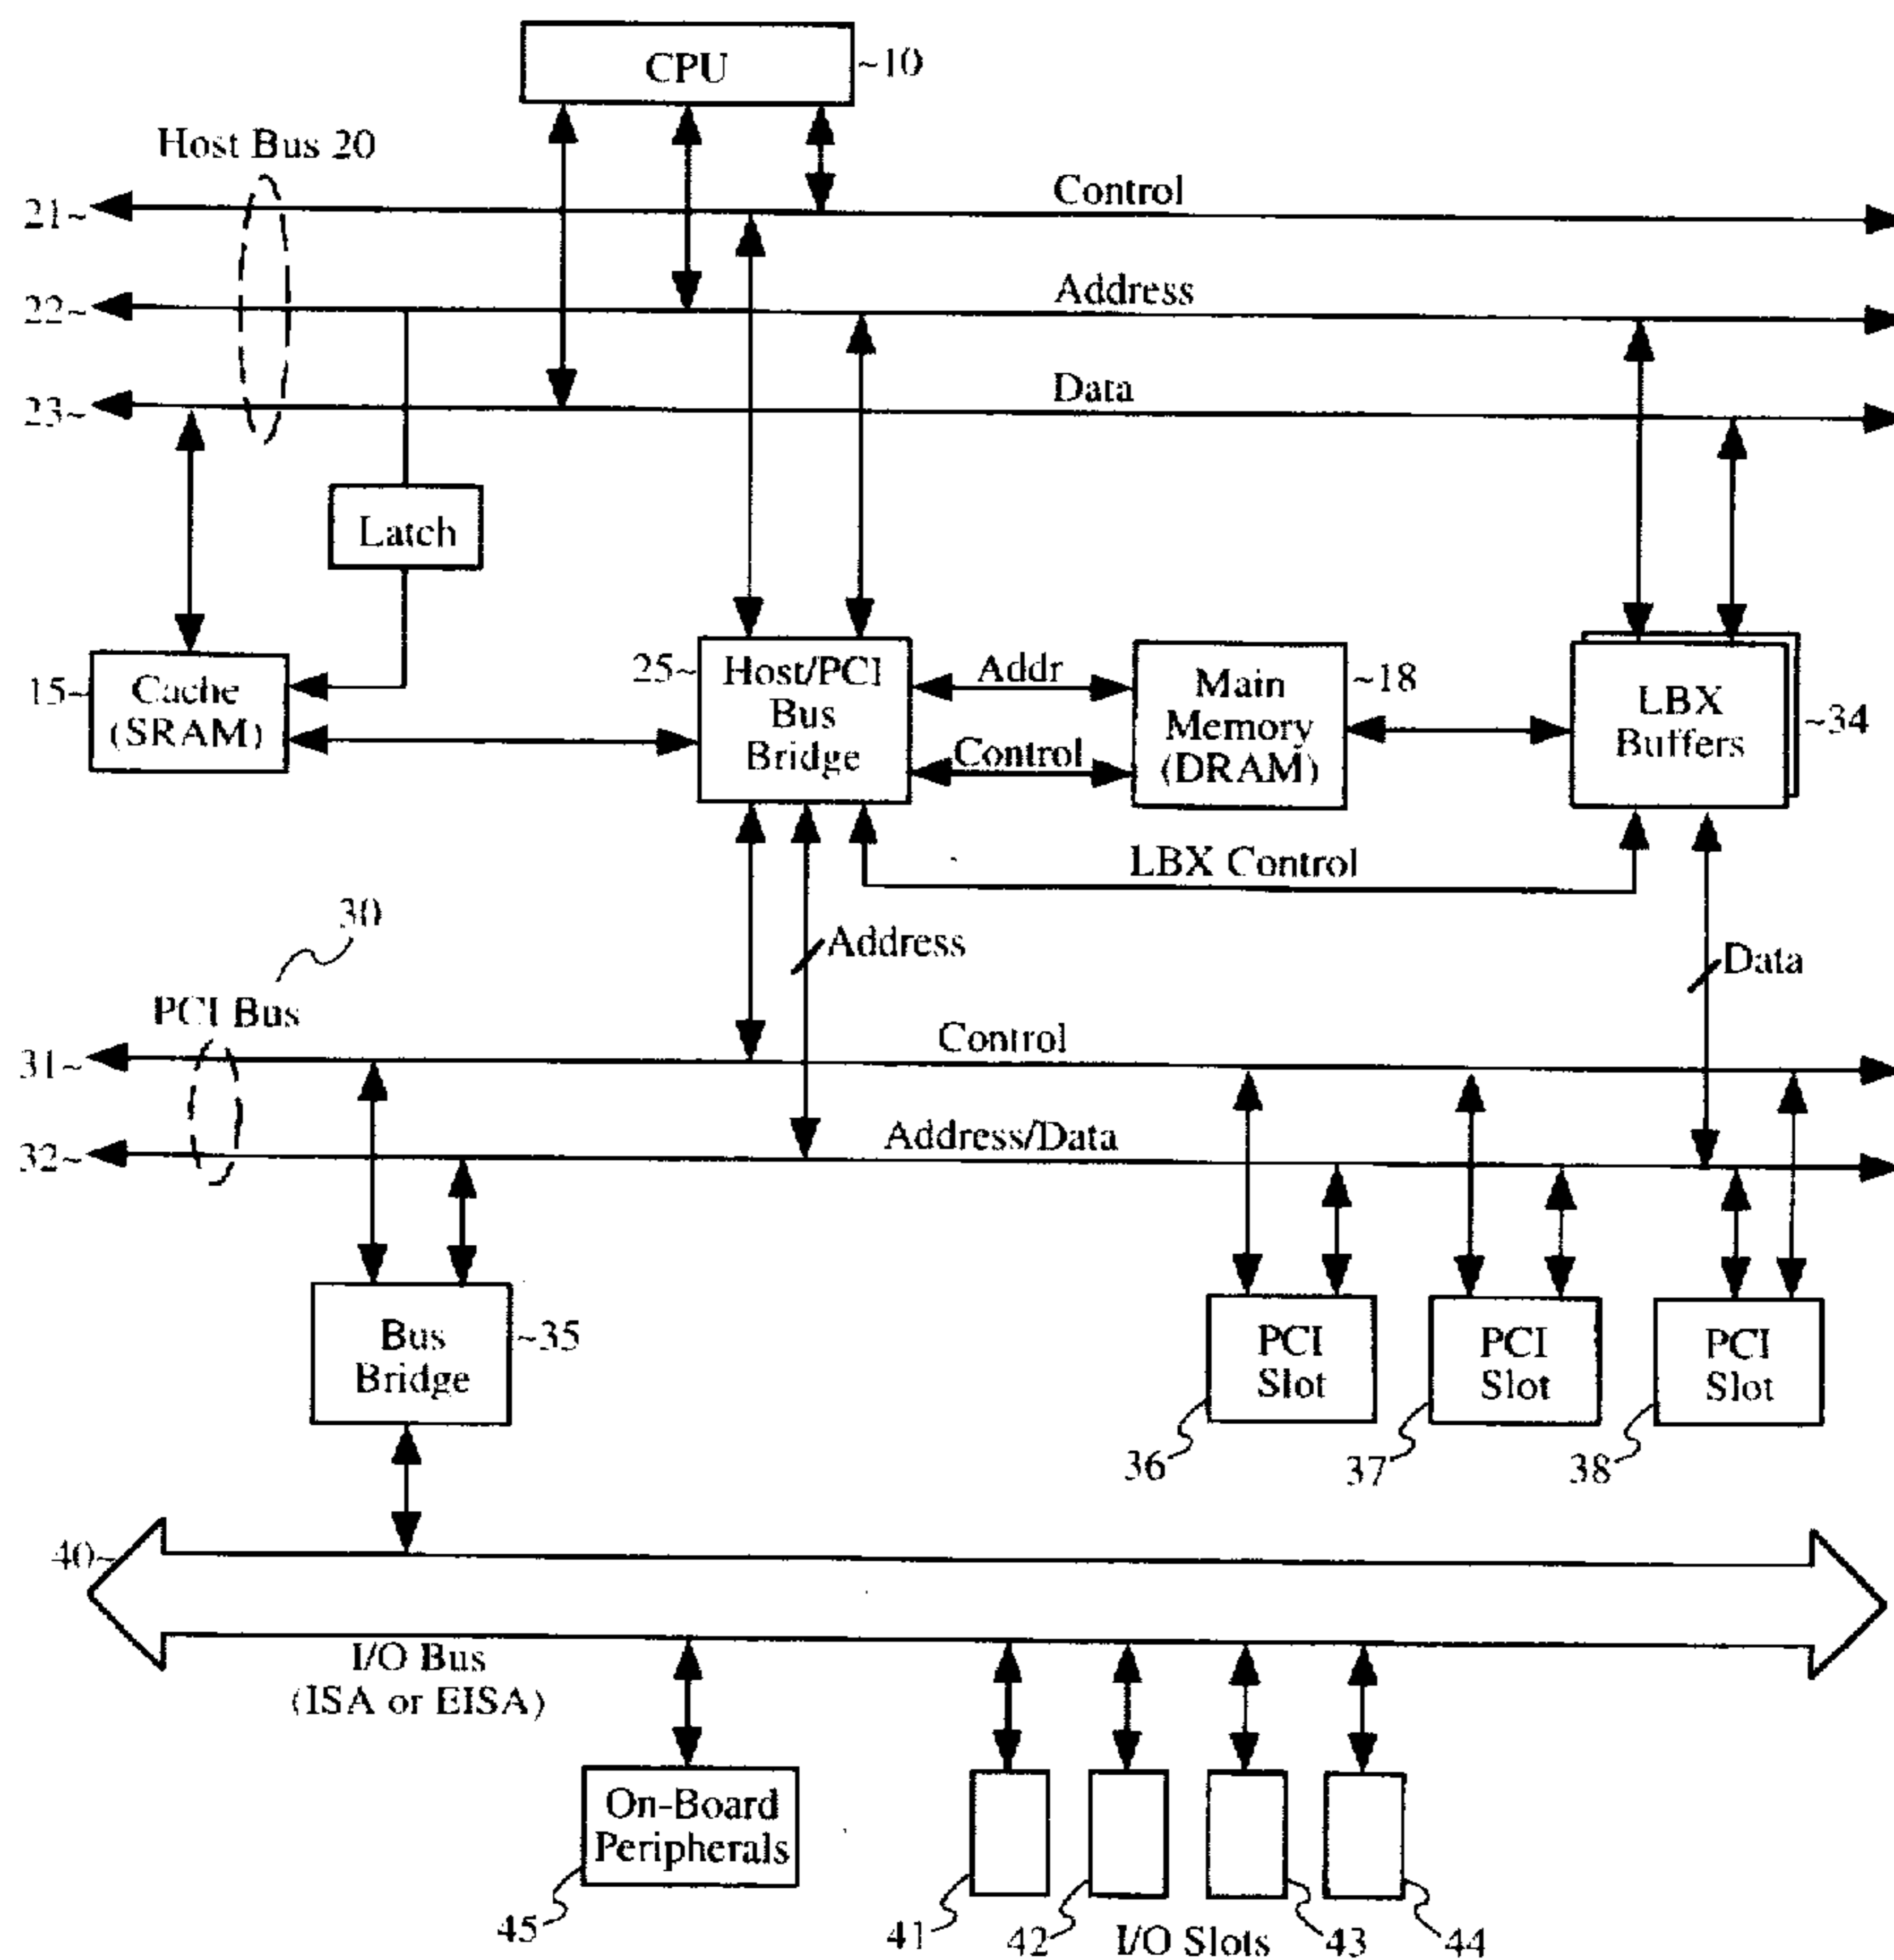 CPU
~10
Host Bus 20
21~
Control
22~
Address
23~
Data
Latch
15~
Cache
(SRAM)
25~
Host/PCI
Bus
Bridge
Addr
Control
Main
Memory
(DRAM)
~18
LBX
Buffers
~34
LBX Control
30
Address
Data
PCI Bus
31~
Control
32~
Address/Data
Bus
Bridge
~35
PCI
Slot
PCI
Slot
PCI
Slot
36
37
38
40~
I/O Bus
(ISA or EISA)
On-Board
Peripherals
45
41
42
I/O Slots
43
44